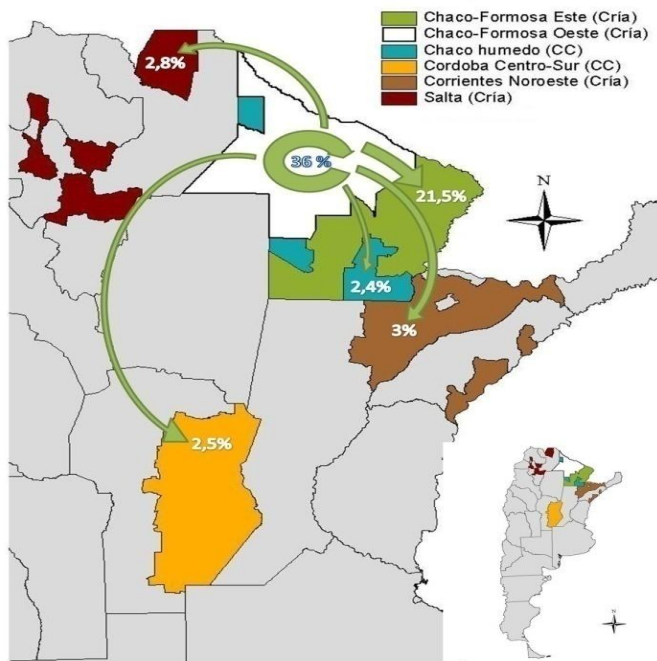 Chaco-Formosa Este (Cría)
Chaco-Formosa Oeste (Cría)
Chaco humedo (CC)
Cordoba Centro-Sur (CC)
Corrientes Noroeste (Cría)
Salta (Cría)
2,8%
36 %
21,5%
N
2,4%
3%
2,5%
N